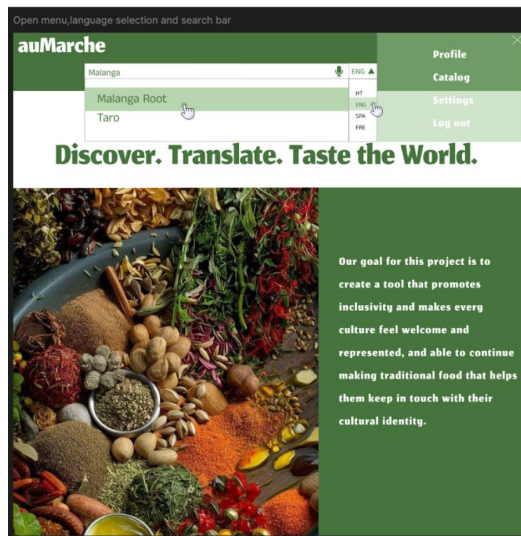 Open menu,language selection and search bar
auMarche
Profile
Catalog
Settings
Log out
Malanga
ENG ▲
Malanga Root
Taro
HT
ENG
SPA
FRE
Discover. Translate. Taste the World.
Our goal for this project is to
create a tool that promotes
inclusivity and makes every
culture feel welcome and
represented, and able to continue
making traditional food that helps
them keep in touch with their
cultural identity.